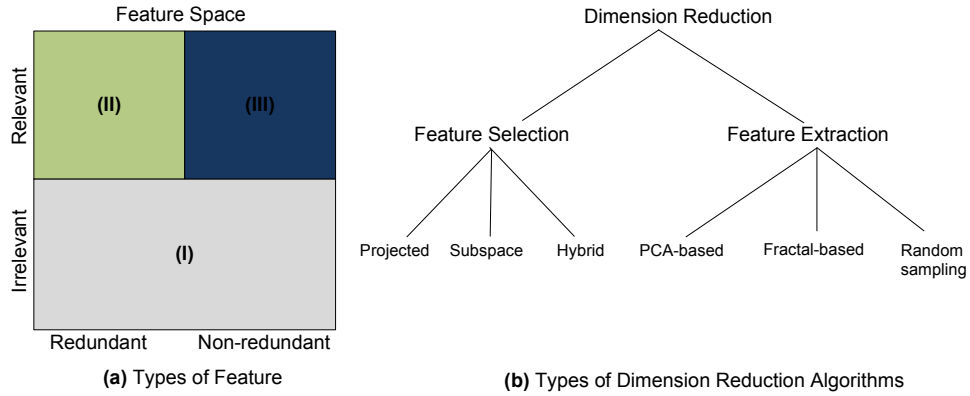 Feature Space
Relevant
(II)
(III)
Irrelevant
(I)
Redundant
Non-redundant
(a) Types of Feature
Dimension Reduction
Feature Selection
Feature Extraction
Projected
Subspace
Hybrid
PCA-based
Fractal-based
Random
sampling
(b) Types of Dimension Reduction Algorithms